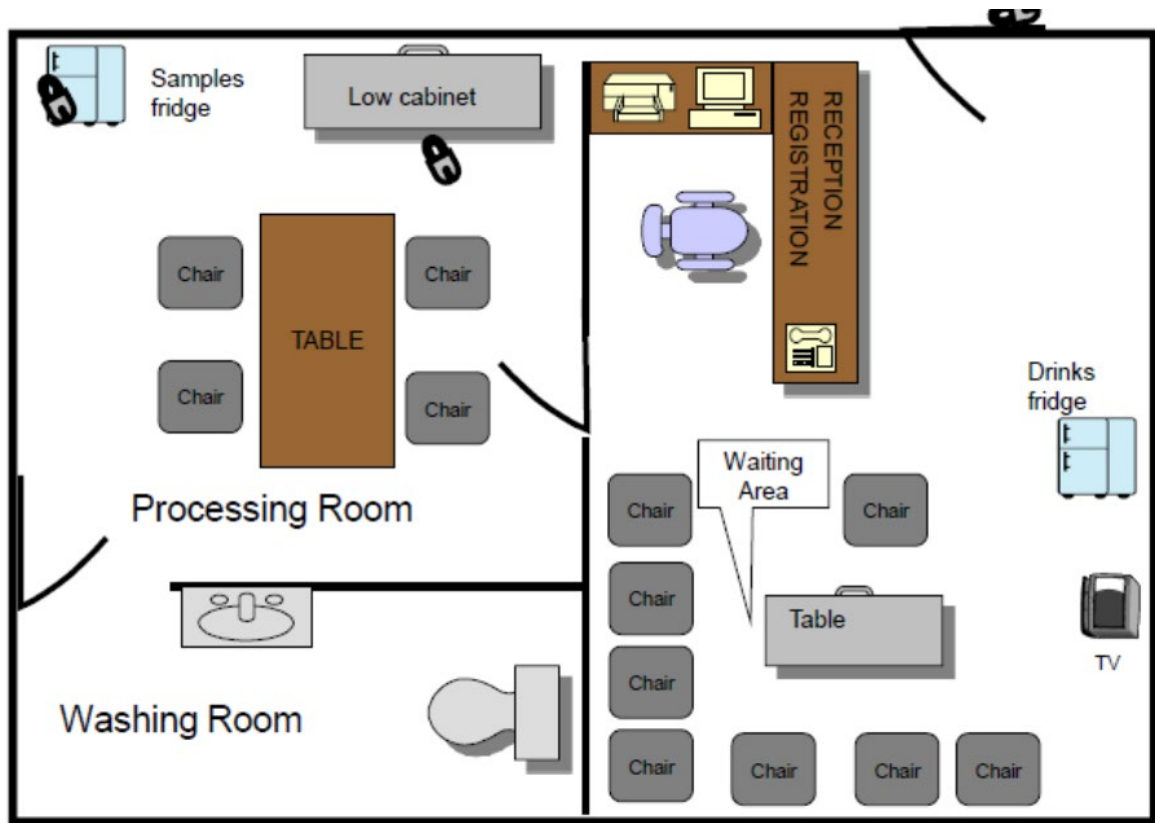 Samples
fridge
Low cabinet
RECEPTION
REGISTRATION
Chair
Chair
TABLE
Chair
Chair
Drinks
fridge
Processing Room
Waiting
Area
Chair
Chair
Chair
Table
TV
Washing Room
Chair
Chair
Chair
Chair
Chair